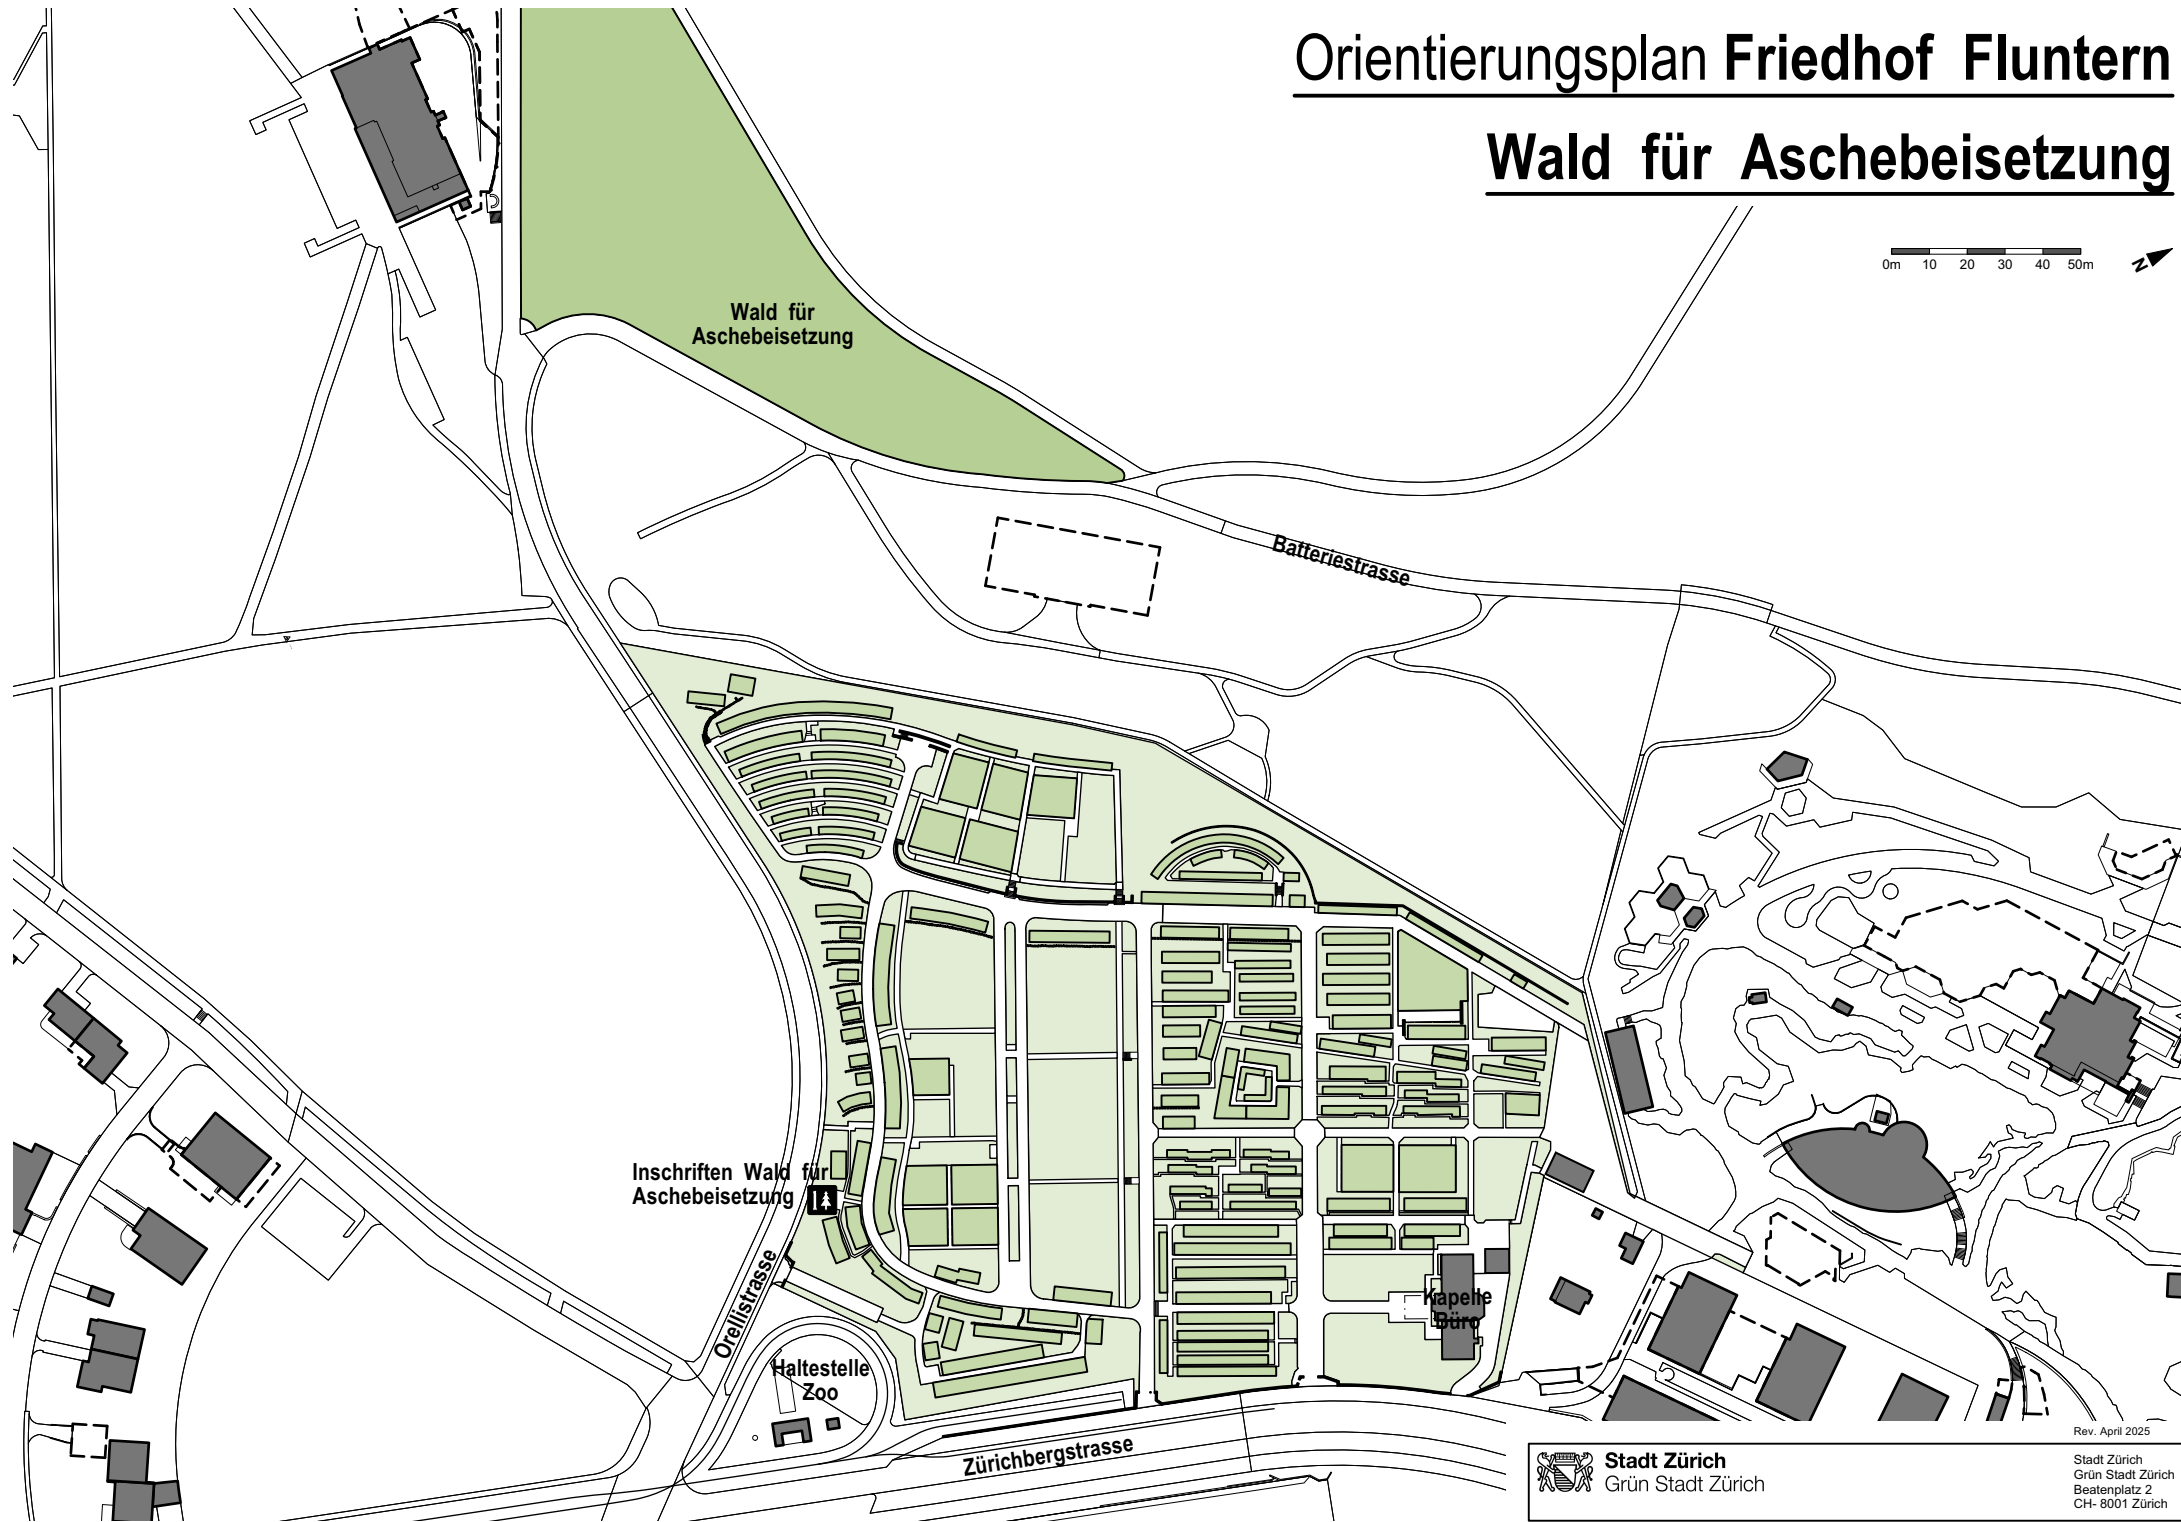 Orientierungsplan Friedhof Fluntern
Wald für Aschebeisetzung
0m 10 20 30 40 50m
N
Wald für
Aschebeisetzung
Batteriestrasse
Inschriften Wald für
Aschebeisetzung
Orellistrasse
Kapelle
Büro
Haltestelle
Zoo
Zürichbergstrasse
Rev. April 2025
Stadt Zürich
Grün Stadt Zürich
Stadt Zürich
Grün Stadt Zürich
Beatenplatz 2
CH- 8001 Zürich